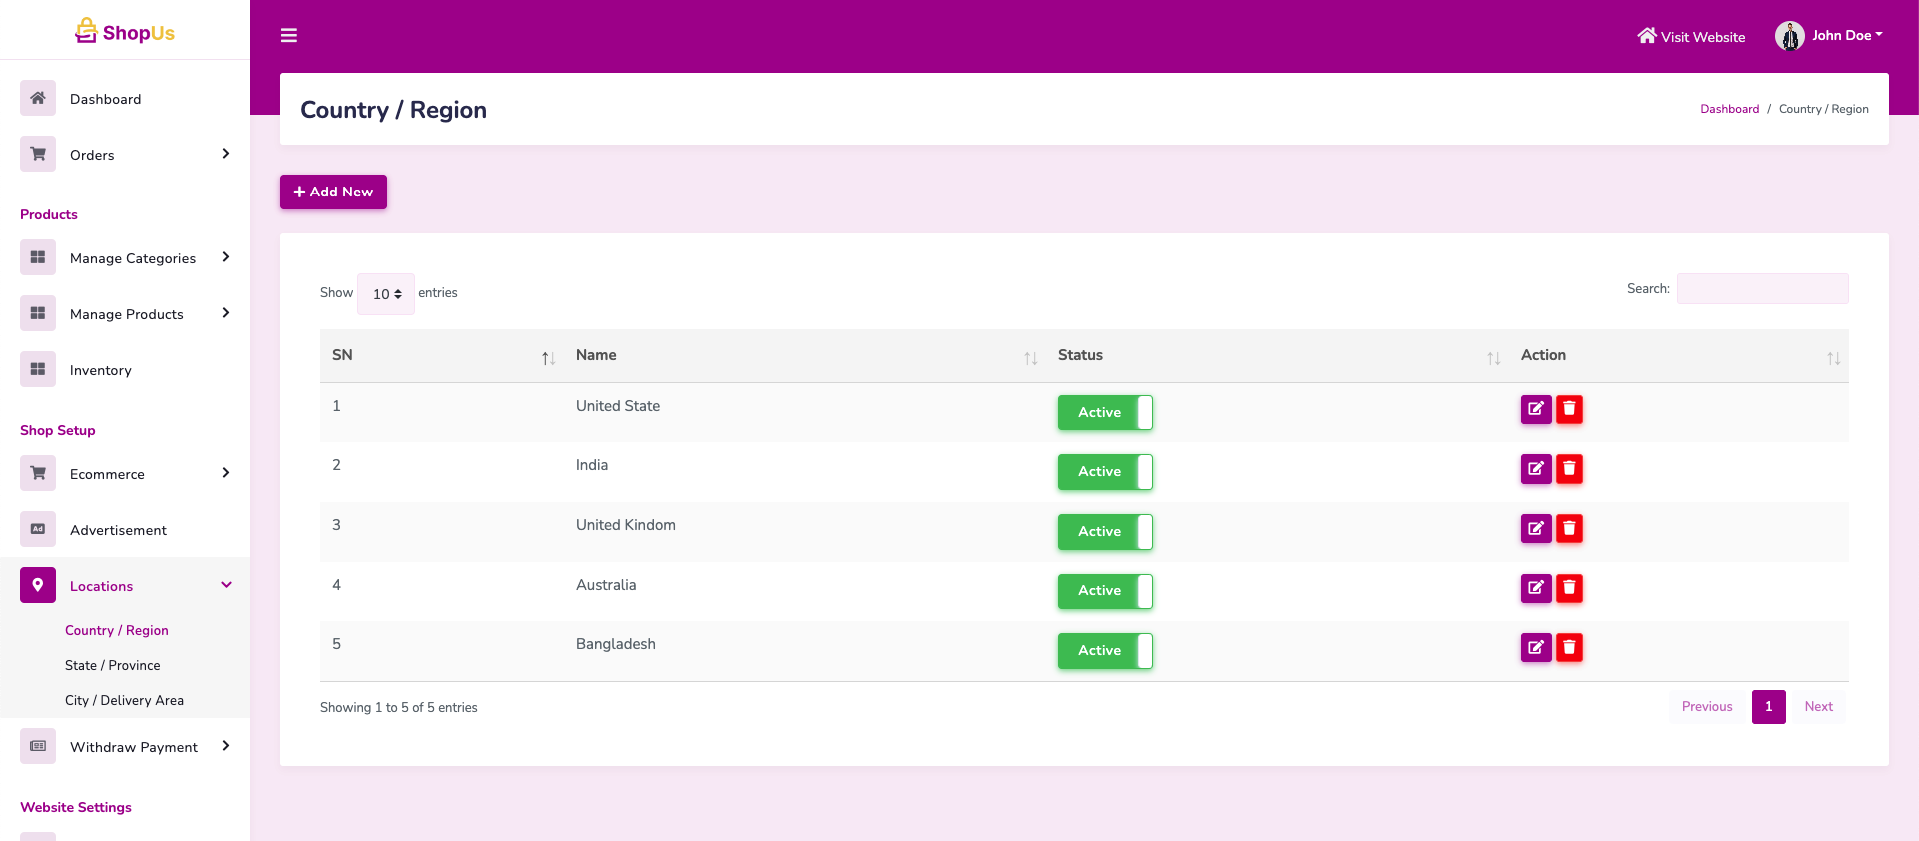 ShopUs
Visit Website
John Doe
Dashboard
Orders
Products
Manage Categories
Manage Products
Inventory
Shop Setup
Ecommerce
Ad
Advertisement
Locations
Country / Region
State / Province
City / Delivery Area
Withdraw Payment
Website Settings
Country / Region
Dashboard / Country / Region
Add New
Show 10 entries
Search:
SN Name Status Action
1 United State Active
2 India Active
3 United Kindom Active
4 Australia Active
5 Bangladesh Active
Showing 1 to 5 of 5 entries
Previous 1 Next